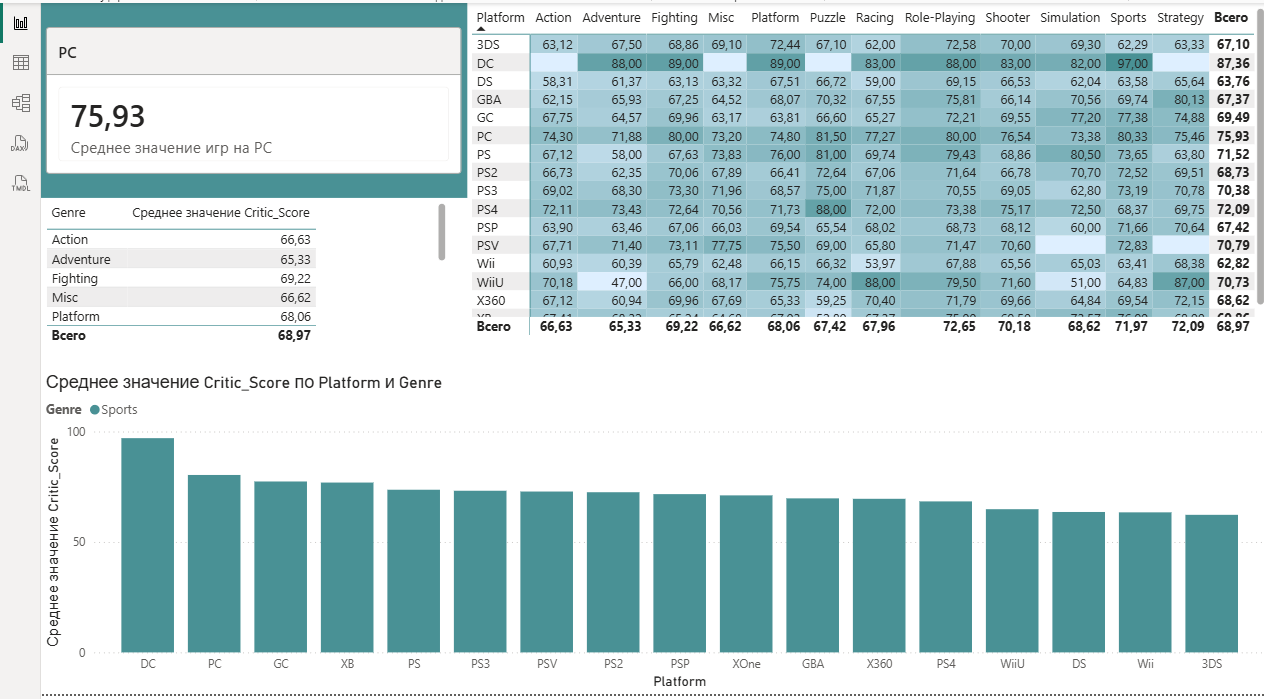 DAX
TMDL
PC
75,93
Среднее значение игр на PC
Genre Среднее значение Critic_Score
Action 66,63
Adventure 65,33
Fighting 69,22
Misc 66,62
Platform 68,06
Всего 68,97
Platform Action Adventure Fighting Misc Platform Puzzle Racing Role-Playing Shooter Simulation Sports Strategy Всего
3DS 63,12 67,50 68,86 69,10 72,44 67,10 62,00 72,58 70,00 69,30 62,29 63,33 67,10
DC 88,00 89,00 89,00 83,00 88,00 83,00 82,00 97,00 87,36
DS 58,31 61,37 63,13 63,32 67,51 66,72 59,00 69,15 66,53 62,04 63,58 65,64 63,76
GBA 62,15 65,93 67,25 64,52 68,07 70,32 67,55 75,81 66,14 70,56 69,74 80,13 67,37
GC 67,75 64,57 69,96 63,17 63,81 66,60 65,27 72,21 69,55 77,20 77,38 74,88 69,49
PC 74,30 71,88 80,00 73,20 74,80 81,50 77,27 80,00 76,54 73,38 80,33 75,46 75,93
PS 67,12 58,00 67,63 73,83 76,00 81,00 69,74 79,43 68,86 80,50 73,65 63,80 71,52
PS2 66,73 62,35 70,06 67,89 66,41 72,64 67,06 71,64 66,78 70,70 72,52 69,51 68,73
PS3 69,02 68,30 73,30 71,96 68,57 75,00 71,87 70,55 69,05 62,80 73,19 70,78 70,38
PS4 72,11 73,43 72,64 70,56 71,73 88,00 72,00 73,38 75,17 72,50 68,37 69,75 72,09
PSP 63,90 63,46 67,06 66,03 69,54 65,54 68,02 68,73 68,12 60,00 71,66 70,64 67,42
PSV 67,71 71,40 73,11 77,75 75,50 69,00 65,80 71,47 70,60 72,83 70,79
Wii 60,93 60,39 65,79 62,48 66,15 66,32 53,97 67,88 65,56 65,03 63,41 68,38 62,82
WiiU 70,18 47,00 66,00 68,17 75,75 74,00 88,00 79,50 71,60 51,00 64,83 87,00 70,73
X360 67,12 60,94 69,96 67,69 65,33 59,25 70,40 71,79 69,66 64,84 69,54 72,15 68,62
Всего 66,63 65,33 69,22 66,62 68,06 67,42 67,96 72,65 70,18 68,62 71,97 72,09 68,97
Среднее значение Critic_Score по Platform и Genre
Genre Sports
Среднее значение Critic_Score
100
50
0
DC PC GC XB PS PS3 PSV PS2 PSP XOne GBA X360 PS4 WiiU DS Wii 3DS
Platform